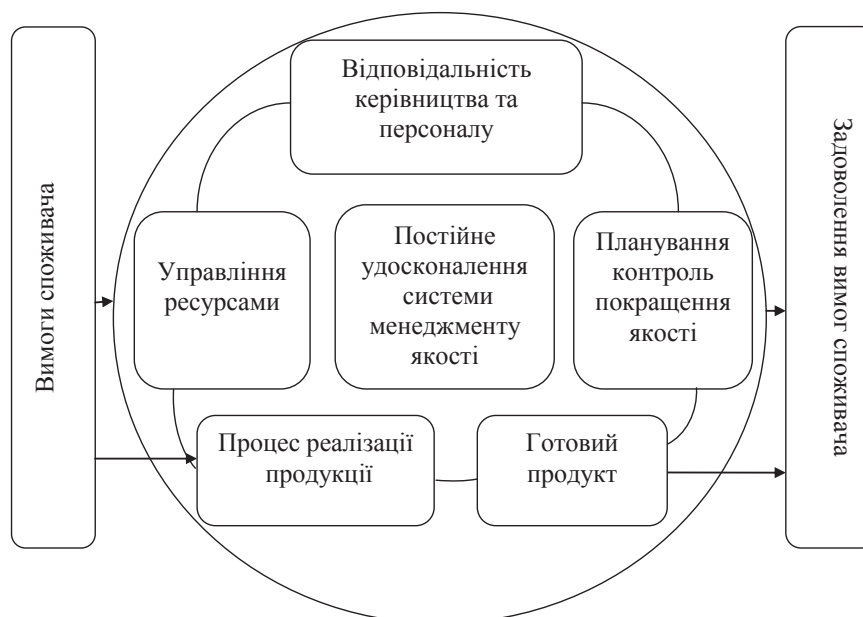 Вимоги споживача
Відповідальність
керівництва та
персоналу
Управління
ресурсами
Постійне
удосконалення
системи
менеджменту
якості
Планування
контроль
покращення
якості
Процес реалізації
продукції
Готовий
продукт
Задоволення вимог споживача